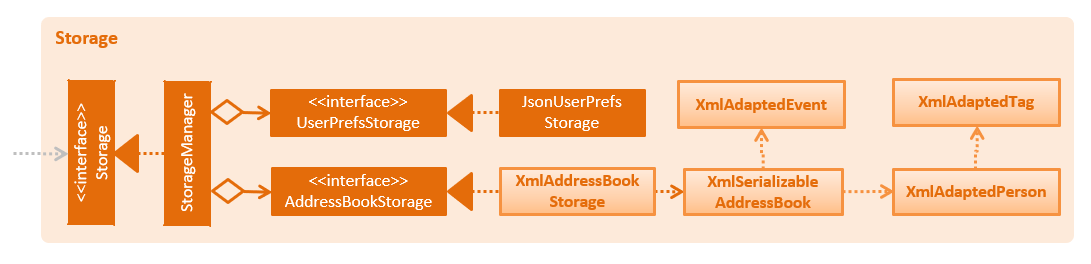 Storage
<<interface>>
Storage
StorageManager
<<interface>>
UserPrefsStorage
JsonUserPrefs
Storage
XmlAdaptedEvent
XmlAdaptedTag
<<interface>>
AddressBookStorage
XmlAddressBook
Storage
XmlSerializable
AddressBook
XmlAdaptedPerson